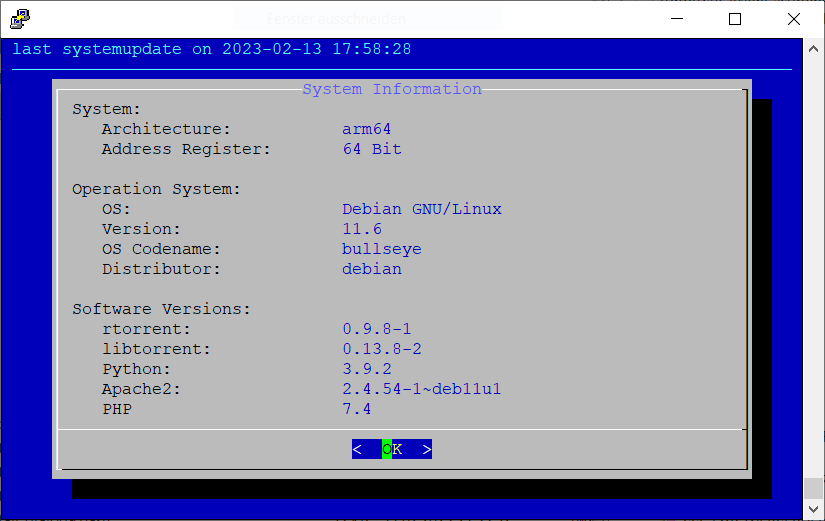 Fenster ausschneiden
last systemupdate on 2023-02-13 17:58:28
System Information
System:
Architecture: arm64
Address Register: 64 Bit
Operation System:
OS: Debian GNU/Linux
Version: 11.6
OS Codename: bullseye
Distributor: debian
Software Versions:
rtorrent: 0.9.8-1
libtorrent: 0.13.8-2
Python: 3.9.2
Apache2: 2.4.54-1~deb11u1
PHP 7.4
< OK >